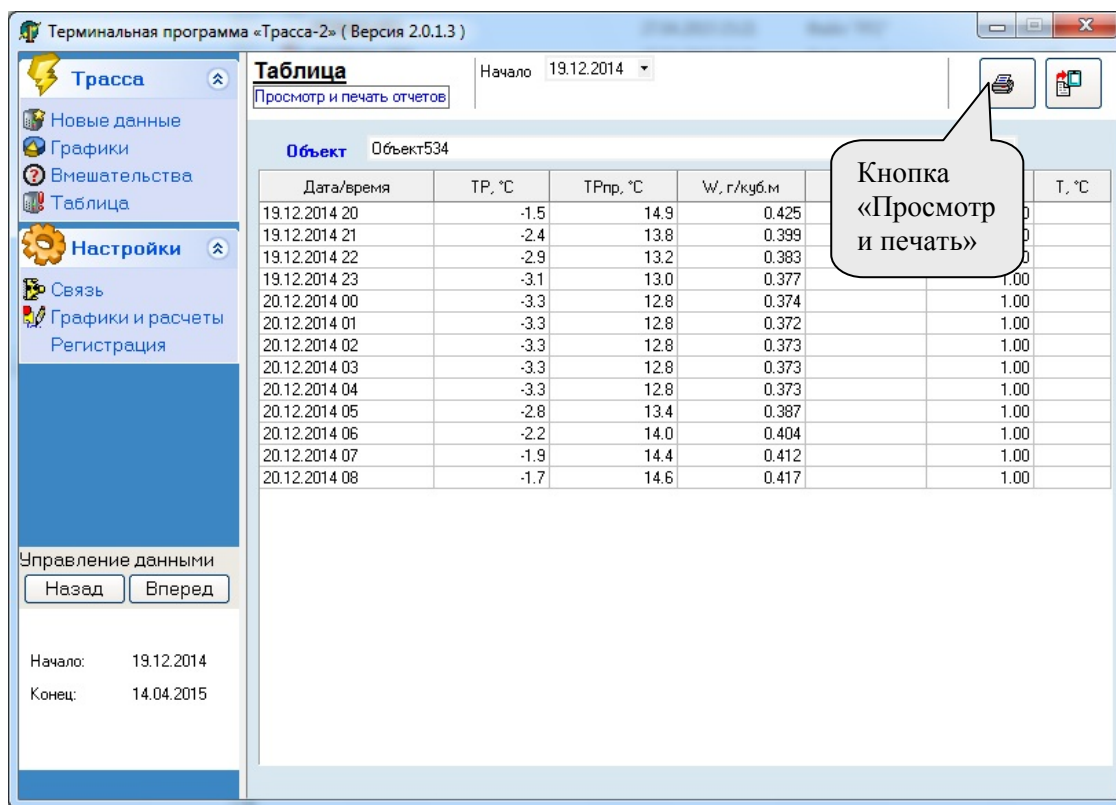 Терминальная программа «Трасса-2» ( Версия 2.0.1.3 )
Трасса
Новые данные
Графики
Вмешательства
Таблица
Настройки
Связь
Графики и расчеты
Регистрация
Управление данными
Назад Вперед
Начало: 19.12.2014
Конец: 14.04.2015
Таблица
Просмотр и печать отчетов
Начало 19.12.2014
Кнопка
«Просмотр
и печать»
Объект Объект534
Дата/время TP, °C TPпр, °C W, г/куб.м T, °C
19.12.2014 20 -1.5 14.9 0.425
19.12.2014 21 -2.4 13.8 0.399
19.12.2014 22 -2.9 13.2 0.383
19.12.2014 23 -3.1 13.0 0.377 1.00
20.12.2014 00 -3.3 12.8 0.374 1.00
20.12.2014 01 -3.3 12.8 0.372 1.00
20.12.2014 02 -3.3 12.8 0.373 1.00
20.12.2014 03 -3.3 12.8 0.373 1.00
20.12.2014 04 -3.3 12.8 0.373 1.00
20.12.2014 05 -2.8 13.4 0.387 1.00
20.12.2014 06 -2.2 14.0 0.404 1.00
20.12.2014 07 -1.9 14.4 0.412 1.00
20.12.2014 08 -1.7 14.6 0.417 1.00